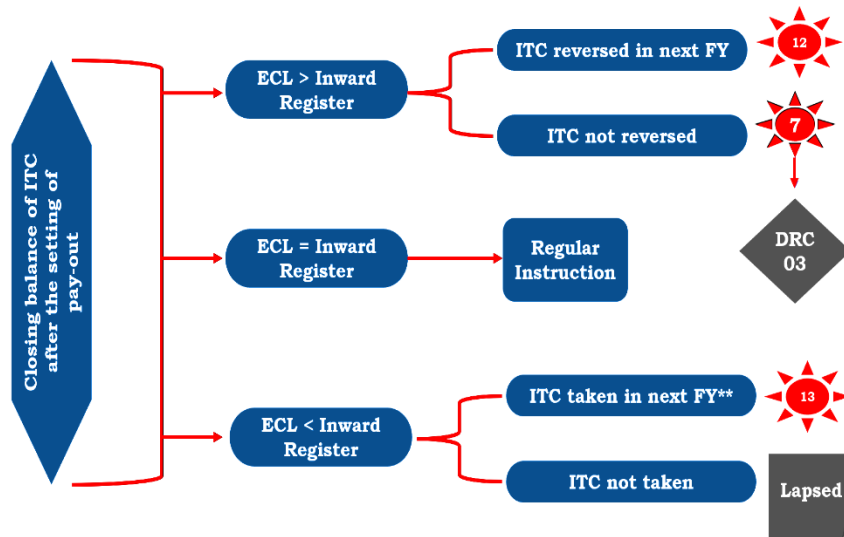 Closing balance of ITC
after the setting of
pay-out
ECL > Inward
Register
ITC reversed in next FY
12
ITC not reversed
7
DRC
03
ECL = Inward
Register
Regular
Instruction
ECL < Inward
Register
ITC taken in next FY**
13
ITC not taken
Lapsed